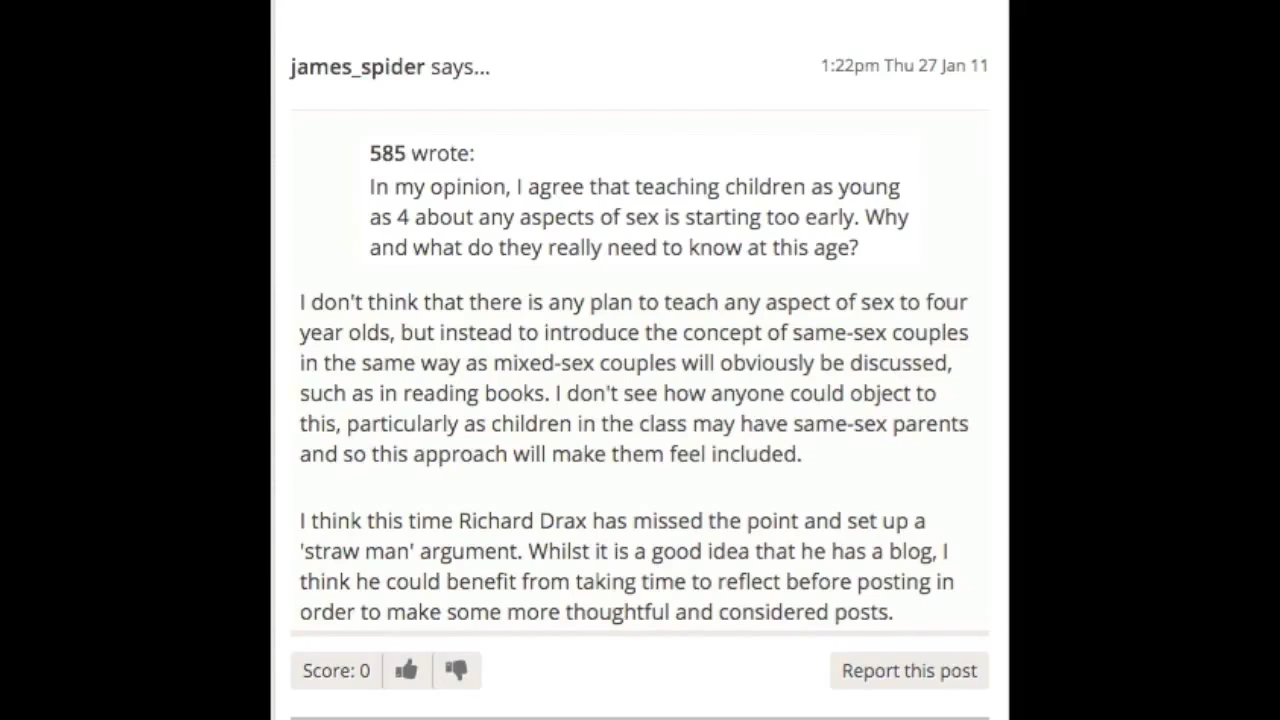 james_spider says...
1:22pm Thu 27 Jan 11
585 wrote:
In my opinion, I agree that teaching children as young
as 4 about any aspects of sex is starting too early. Why
and what do they really need to know at this age?
I don't think that there is any plan to teach any aspect of sex to four
year olds, but instead to introduce the concept of same-sex couples
in the same way as mixed-sex couples will obviously be discussed,
such as in reading books. I don't see how anyone could object to
this, particularly as children in the class may have same-sex parents
and so this approach will make them feel included.
I think this time Richard Drax has missed the point and set up a
'straw man' argument. Whilst it is a good idea that he has a blog, I
think he could benefit from taking time to reflect before posting in
order to make some more thoughtful and considered posts.
Score: 0
Report this post